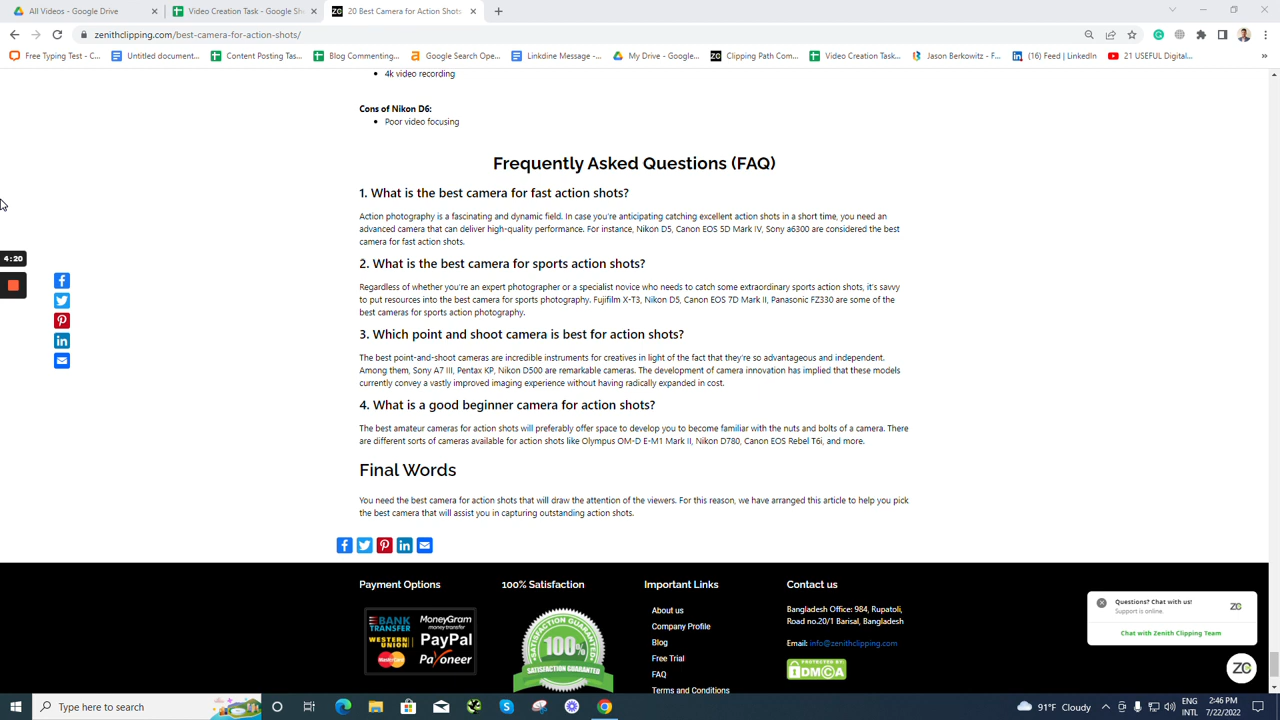 All Videos - Google Drive
Video Creation Task - Google Sh
20 Best Camera for Action Shots
zenithclipping.com/best-camera-for-action-shots/
Free Typing Test - C...
Untitled document...
Content Posting Tas...
Blog Commenting...
Google Search Ope...
Linkdine Message -...
My Drive - Google...
Clipping Path Com...
Video Creation Task...
Jason Berkowitz - F...
(16) Feed | LinkedIn
21 USEFUL Digital...
»
4k video recording
Cons of Nikon D6:
Poor video focusing
Frequently Asked Questions (FAQ)
1. What is the best camera for fast action shots?
Action photography is a fascinating and dynamic field. In case you're anticipating catching excellent action shots in a short time, you need an
advanced camera that can deliver high-quality performance. For instance, Nikon D5, Canon EOS 5D Mark IV, Sony a6300 are considered the best
camera for fast action shots.
4:20
2. What is the best camera for sports action shots?
Regardless of whether you're an expert photographer or a specialist novice who needs to catch some extraordinary sports action shots, it's savvy
to put resources into the best camera for sports photography. Fujifilm X-T3, Nikon D5, Canon EOS 7D Mark II, Panasonic FZ330 are some of the
best cameras for sports action photography.
3. Which point and shoot camera is best for action shots?
The best point-and-shoot cameras are incredible instruments for creatives in light of the fact that they're so advantageous and independent.
Among them, Sony A7 III, Pentax KP, Nikon D500 are remarkable cameras. The development of camera innovation has implied that these models
currently convey a vastly improved imaging experience without having radically expanded in cost.
4. What is a good beginner camera for action shots?
The best amateur cameras for action shots will preferably offer space to develop you to become familiar with the nuts and bolts of a camera. There
are different sorts of cameras available for action shots like Olympus OM-D E-M1 Mark II, Nikon D780, Canon EOS Rebel T6i, and more.
Final Words
You need the best camera for action shots that will draw the attention of the viewers. For this reason, we have arranged this article to help you pick
the best camera that will assist you in capturing outstanding action shots.
Payment Options
BANK TRANSFER
MoneyGram
money transfer
WESTERN UNION
PayPal
MasterCard
Payoneer
100% Satisfaction
100%
SATISFACTION GUARANTEED
Important Links
About us
Company Profile
Blog
Free Trial
FAQ
Terms and Conditions
Contact us
Bangladesh Office: 984, Rupatoli,
Road no.20/1 Barisal, Bangladesh
Email: info@zenithclipping.com
PROTECTED BY
DMCA
Questions? Chat with us!
Support is online.
ZC
Chat with Zenith Clipping Team
ZC
Type here to search
91°F Cloudy
ENG
INTL
2:46 PM
7/22/2022